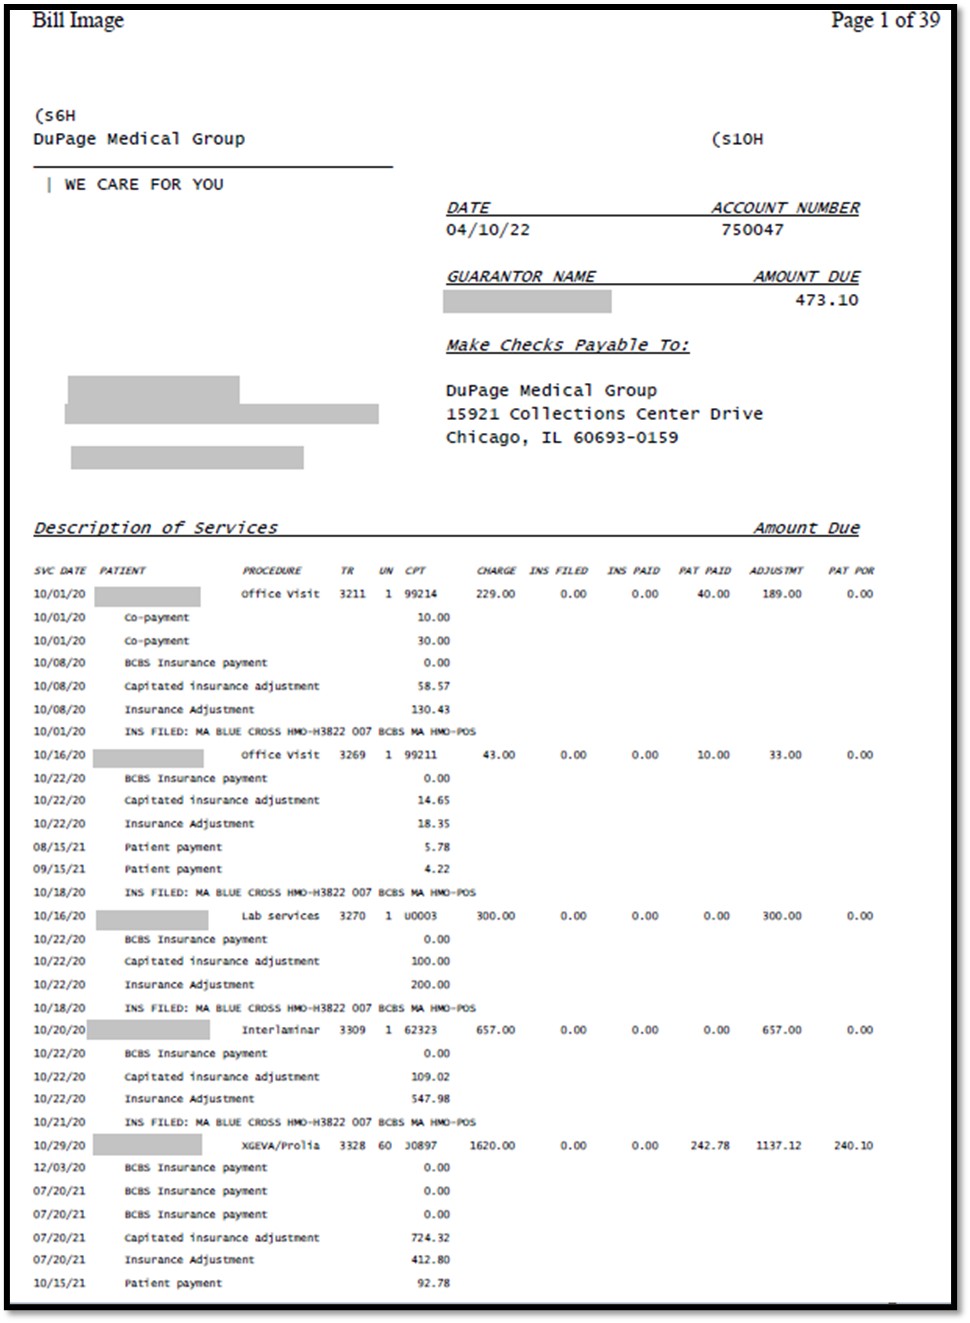 Bill Image Page 1 of 39
(s6H
DuPage Medical Group (s10H
| WE CARE FOR YOU
DATE ACCOUNT NUMBER
04/10/22 750047
GUARANTOR NAME AMOUNT DUE
473.10
Make Checks Payable To:
DuPage Medical Group
15921 Collections Center Drive
Chicago, IL 60693-0159
Description of Services Amount Due
SVC DATE PATIENT PROCEDURE TR UN CPT CHARGE INS FILED INS PAID PAT PAID ADJUSTMT PAT POR
10/01/20 Office Visit 3211 1 99214 229.00 0.00 0.00 40.00 189.00 0.00
10/01/20 Co-payment 10.00
10/01/20 Co-payment 30.00
10/08/20 BCBS Insurance payment 0.00
10/08/20 Capitated insurance adjustment 58.57
10/08/20 Insurance Adjustment 130.43
10/01/20 INS FILED: MA BLUE CROSS HMO-H3822 007 BCBS MA HMO-POS
10/16/20 Office Visit 3269 1 99211 43.00 0.00 0.00 10.00 33.00 0.00
10/22/20 BCBS Insurance payment 0.00
10/22/20 Capitated insurance adjustment 14.65
10/22/20 Insurance Adjustment 18.35
08/15/21 Patient payment 5.78
09/15/21 Patient payment 4.22
10/18/20 INS FILED: MA BLUE CROSS HMO-H3822 007 BCBS MA HMO-POS
10/16/20 Lab services 3270 1 U0003 300.00 0.00 0.00 0.00 300.00 0.00
10/22/20 BCBS Insurance payment 0.00
10/22/20 Capitated insurance adjustment 100.00
10/22/20 Insurance Adjustment 200.00
10/18/20 INS FILED: MA BLUE CROSS HMO-H3822 007 BCBS MA HMO-POS
10/20/20 Interlaminar 3309 1 62323 657.00 0.00 0.00 0.00 657.00 0.00
10/22/20 BCBS Insurance payment 0.00
10/22/20 Capitated insurance adjustment 109.02
10/22/20 Insurance Adjustment 547.98
10/21/20 INS FILED: MA BLUE CROSS HMO-H3822 007 BCBS MA HMO-POS
10/29/20 XGEVA/Prolia 3328 60 J0897 1620.00 0.00 0.00 242.78 1137.12 240.10
12/03/20 BCBS Insurance payment 0.00
07/20/21 BCBS Insurance payment 0.00
07/20/21 BCBS Insurance payment 0.00
07/20/21 Capitated insurance adjustment 724.32
07/20/21 Insurance Adjustment 412.80
10/15/21 Patient payment 92.78